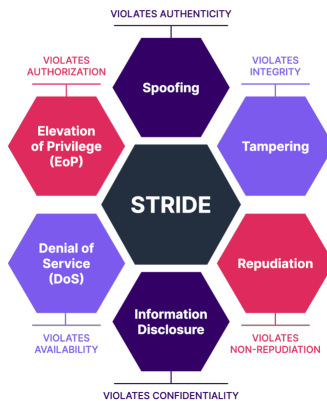 VIOLATES AUTHENTICITY
Spoofing
VIOLATES
AUTHORIZATION
VIOLATES
INTEGRITY
Elevation
of Privilege
(EoP)
Tampering
STRIDE
Denial of
Service
(DoS)
Repudiation
Information
Disclosure
VIOLATES
AVAILABILITY
VIOLATES
NON-REPUDIATION
VIOLATES CONFIDENTIALITY